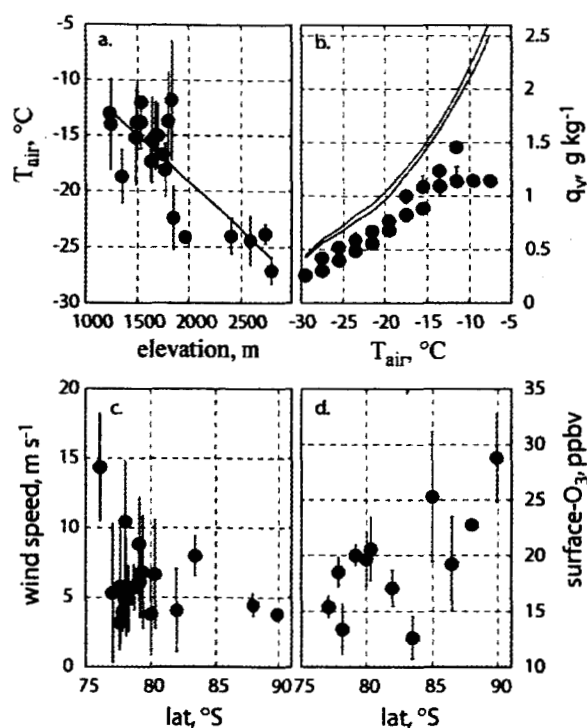 a.
b.
-5
-10
-15
-20
-25
-30
T_air, °C
1000 1500 2000 2500
elevation, m
2.5
2
1.5
1
0.5
0
q_v, g kg⁻¹
-30 -25 -20 -15 -10 -5
T_air, °C
c.
d.
20
15
10
5
0
wind speed, m s⁻¹
75 80 85 90
lat, °S
35
30
25
20
15
10
surface-O₃, ppbv
75 80 85 90
lat, °S